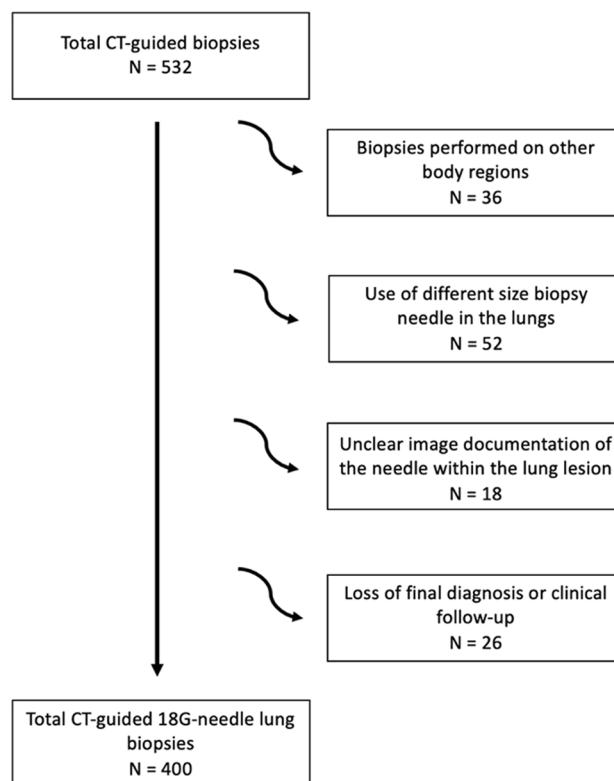 Total CT-guided biopsies
N = 532
Biopsies performed on other
body regions
N = 36
Use of different size biopsy
needle in the lungs
N = 52
Unclear image documentation of
the needle within the lung lesion
N = 18
Loss of final diagnosis or clinical
follow-up
N = 26
Total CT-guided 18G-needle lung
biopsies
N = 400